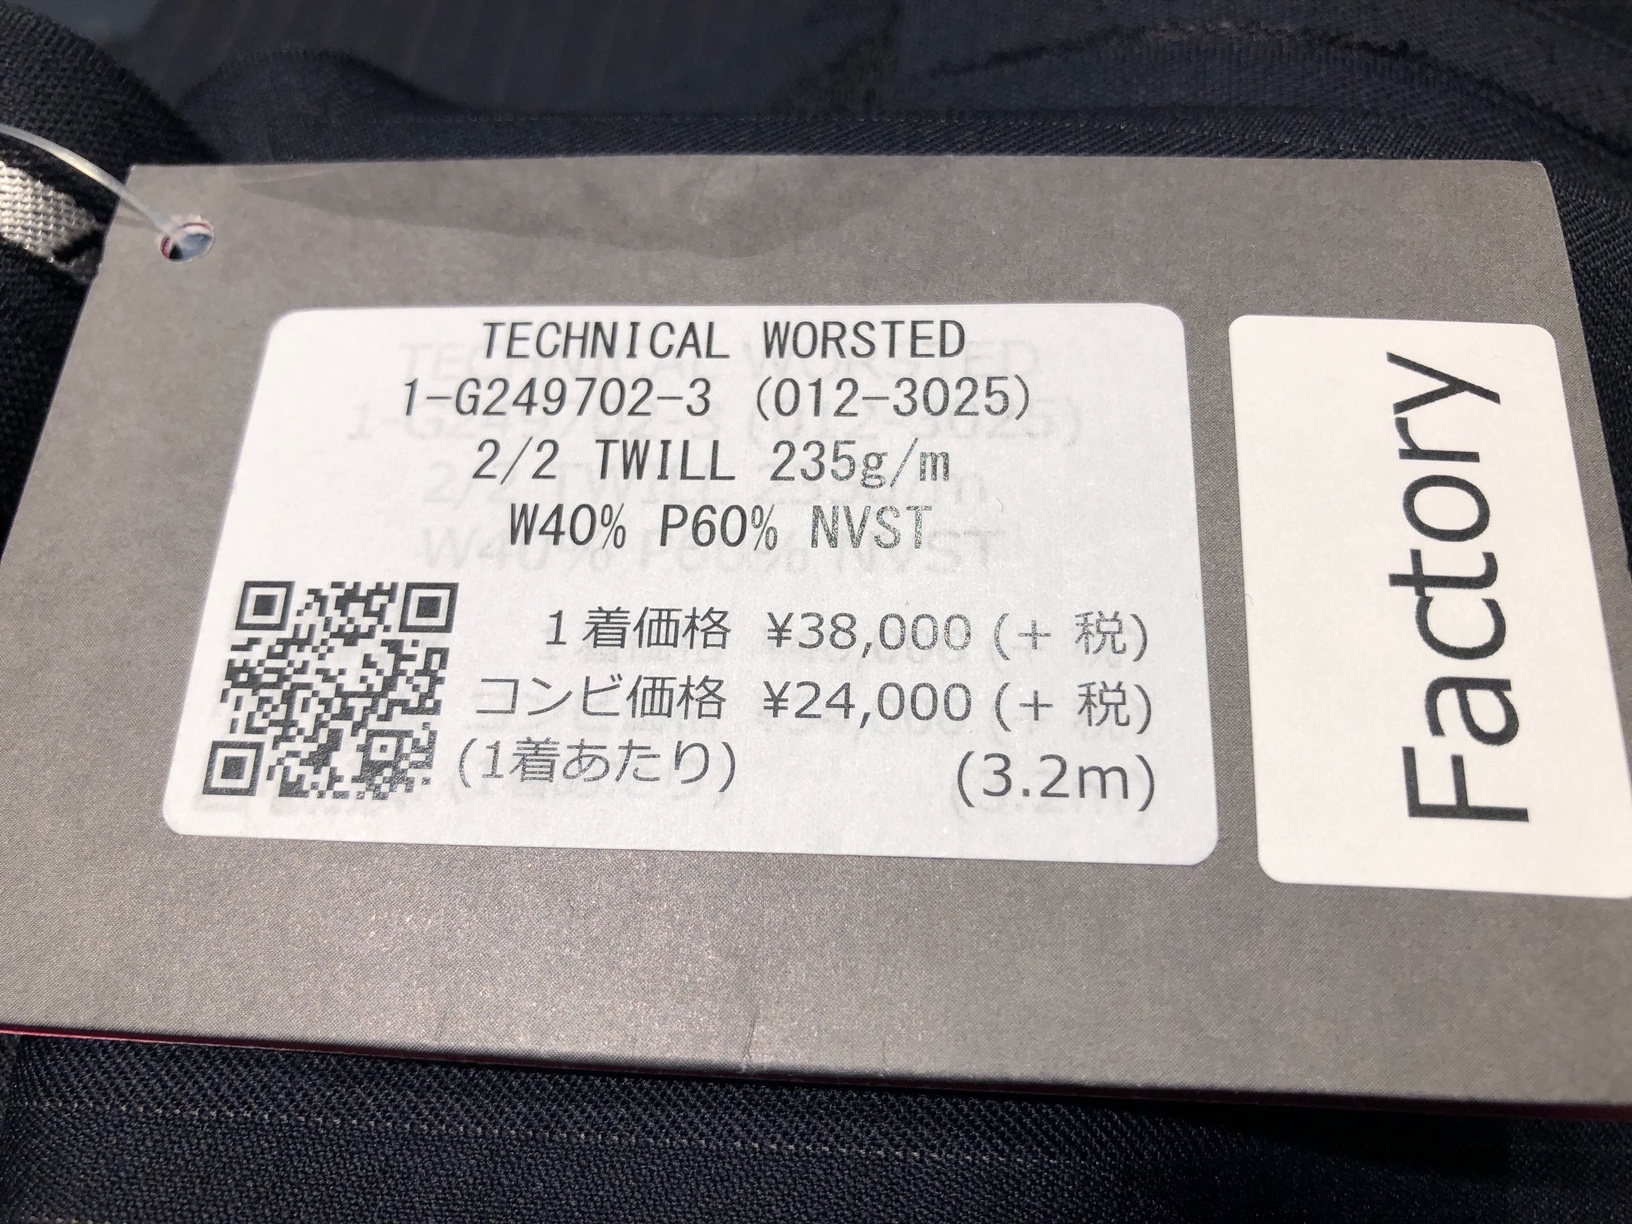 TECHNICAL WORSTED
1-G249702-3 (012-3025)
2/2 TWILL 235g/m
W40% P60% NVST
1着価格 ¥38,000 (+ 税)
コンビ価格 ¥24,000 (+ 税)
(1着あたり) (3.2m)
Factory